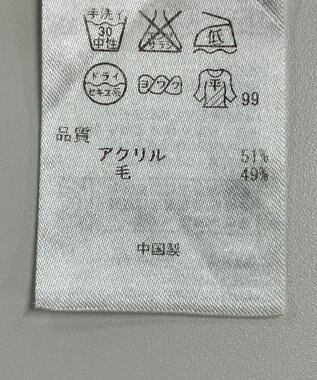 手洗イ
30
中性
エンソ
サラシ
低
ドライ
セキユ系
ヨワク
平
99
品質
アクリル 51%
毛 49%
中国製